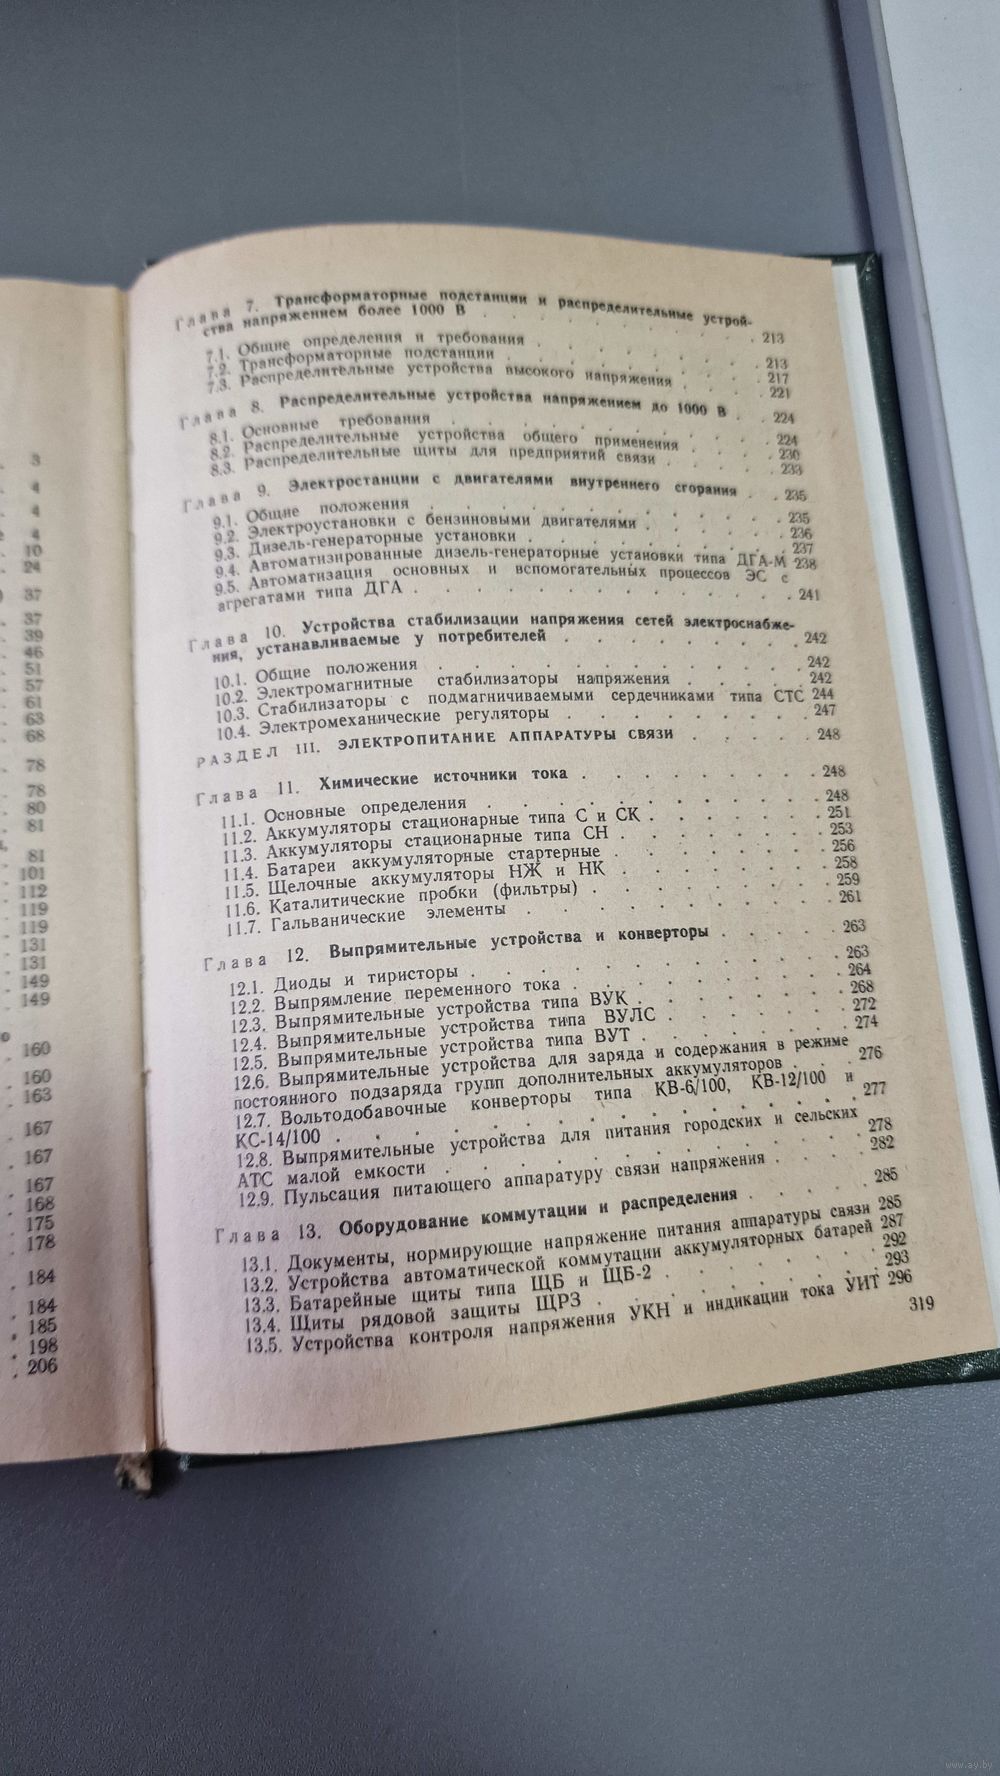 3
4
4
4
10
24
37
37
39
46
51
57
61
63
68
78
78
80
81
81
101
112
119
119
131
131
149
149
160
160
163
167
167
167
168
175
178
184
184
185
198
206
Глава 7. Трансформаторные подстанции и распределительные устрой-
ства напряжением более 1000 В . . . . . . . . 213
7.1. Общие определения и требования . . . . . . . 213
7.2. Трансформаторные подстанции . . . . . . . 217
7.3. Распределительные устройства высокого напряжения . . . . 221
Глава 8. Распределительные устройства напряжением до 1000 В . . 224
8.1. Основные требования . . . . . . . . . 224
8.2. Распределительные устройства общего применения . . . . 230
8.3. Распределительные щиты для предприятий связи . . . . 233
Глава 9. Электростанции с двигателями внутреннего сгорания . . 235
9.1. Общие положения . . . . . . . . . 235
9.2. Электроустановки с бензиновыми двигателями . . . . . 236
9.3. Дизель-генераторные установки . . . . . . . 237
9.4. Автоматизированные дизель-генераторные установки типа ДГА-М 238
9.5. Автоматизация основных и вспомогательных процессов ЭС с
агрегатами типа ДГА . . . . . . . . . . 241
Глава 10. Устройства стабилизации напряжения сетей электроснабже-
ния, устанавливаемые у потребителей . . . . . . . 242
10.1. Общие положения . . . . . . . . . 242
10.2. Электромагнитные стабилизаторы напряжения . . . . . 242
10.3. Стабилизаторы с подмагничиваемыми сердечниками типа СТС 244
10.4. Электромеханические регуляторы . . . . . . . 247
РАЗДЕЛ III. ЭЛЕКТРОПИТАНИЕ АППАРАТУРЫ СВЯЗИ . . . . . 248
Глава 11. Химические источники тока . . . . . . . 248
11.1. Основные определения . . . . . . . . . 248
11.2. Аккумуляторы стационарные типа С и СК . . . . . 251
11.3. Аккумуляторы стационарные типа СН . . . . . . 253
11.4. Батареи аккумуляторные стартерные . . . . . . 256
11.5. Щелочные аккумуляторы НЖ и НК . . . . . . 258
11.6. Каталитические пробки (фильтры) . . . . . . . 259
11.7. Гальванические элементы . . . . . . . . 261
Глава 12. Выпрямительные устройства и конверторы . . . . . 263
12.1. Диоды и тиристоры . . . . . . . . . 263
12.2. Выпрямление переменного тока . . . . . . . 264
12.3. Выпрямительные устройства типа ВУК . . . . . . 268
12.4. Выпрямительные устройства типа ВУЛС . . . . . 272
12.5. Выпрямительные устройства типа ВУТ . . . . . . 274
12.6. Выпрямительные устройства для заряда и содержания в режиме
постоянного подзаряда групп дополнительных аккумуляторов . . . 276
12.7. Вольтодобавочные конверторы типа КВ-6/100, КВ-12/100 и
КС-14/100 . . . . . . . . . . . . 277
12.8. Выпрямительные устройства для питания городских и сельских
АТС малой емкости . . . . . . . . . . 278
12.9. Пульсация питающего аппаратуру связи напряжения . . . . 282
Глава 13. Оборудование коммутации и распределения . . . . . 285
13.1. Документы, нормирующие напряжение питания аппаратуры связи 285
13.2. Устройства автоматической коммутации аккумуляторных батарей 287
13.3. Батарейные щиты типа ЩБ и ЩБ-2 . . . . . . 292
13.4. Щиты рядовой защиты ЩРЗ . . . . . . . 293
13.5. Устройства контроля напряжения УКН и индикации тока УИТ 296
319
www.ay.by